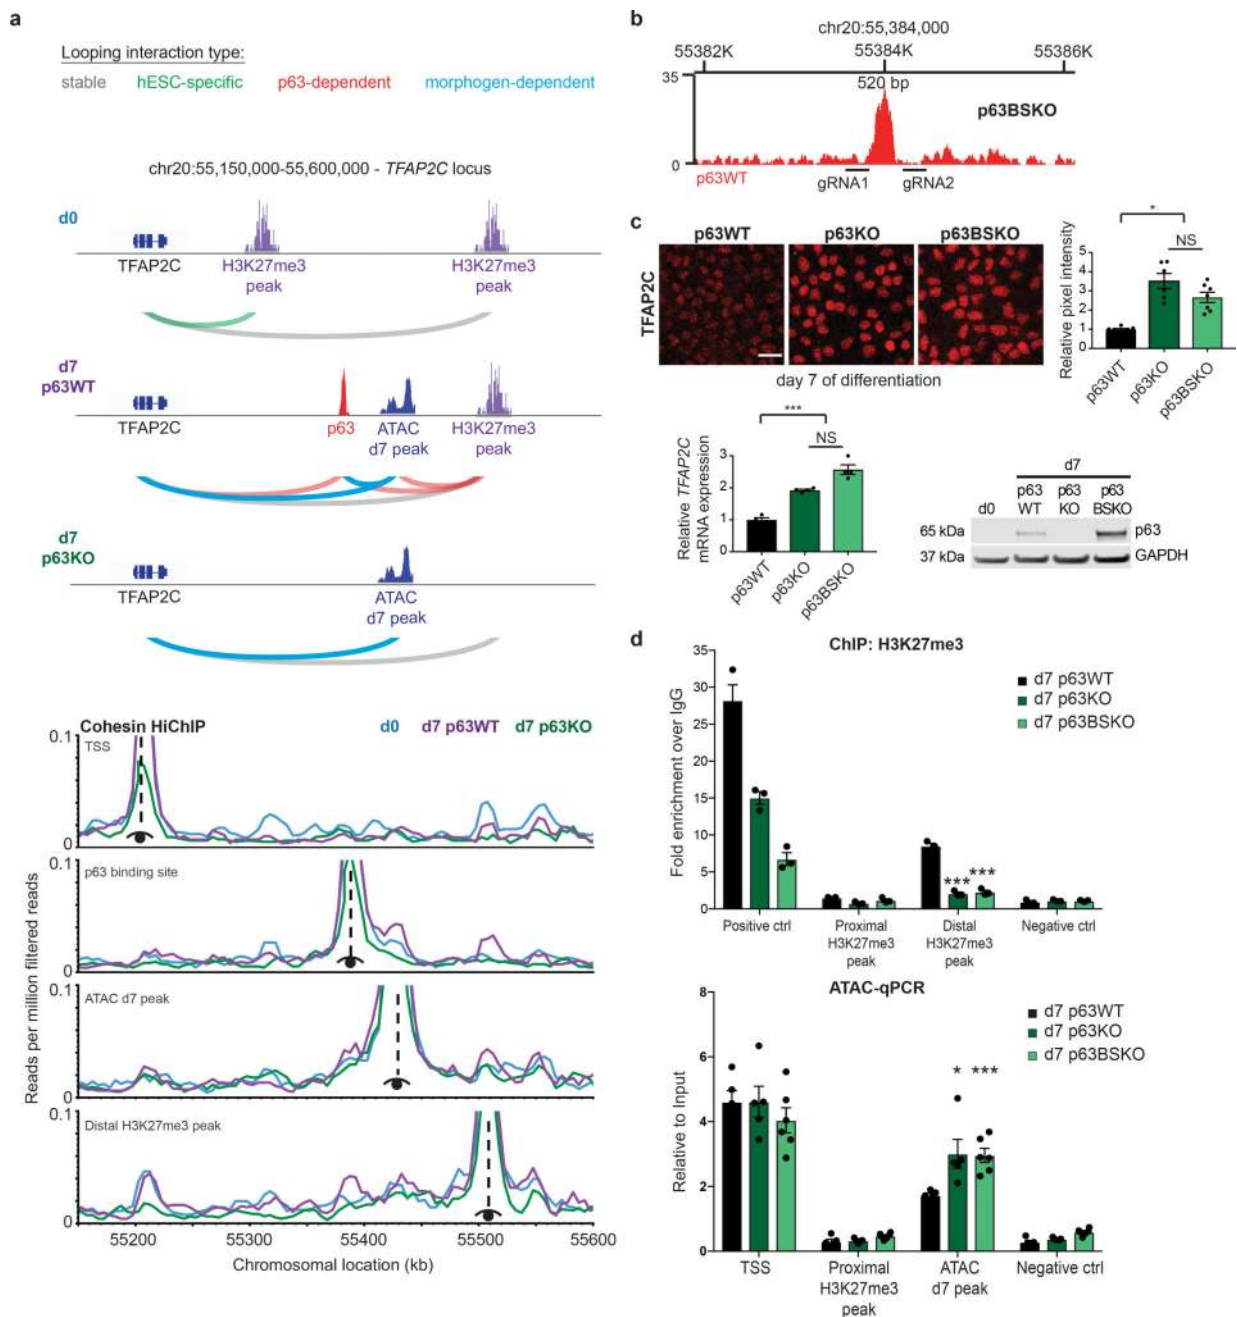 a
Looping interaction type:
stable hESC-specific p63-dependent morphogen-dependent
chr20:55,150,000-55,600,000 - TFAP2C locus
d0
TFAP2C
H3K27me3
peak
H3K27me3
peak
d7
p63WT
TFAP2C
p63
ATAC
d7 peak
H3K27me3
peak
d7
p63KO
TFAP2C
ATAC
d7 peak
Cohesin HiChIP d0 d7 p63WT d7 p63KO
Reads per million filtered reads
0.1
TSS
0
0.1
p63 binding site
0
0.1
ATAC d7 peak
0
0.1
Distal H3K27me3 peak
0
55200 55300 55400 55500 55600
Chromosomal location (kb)
b
chr20:55,384,000
55382K 55384K 55386K
35
520 bp
p63BSKO
0
p63WT
gRNA1 gRNA2
c
p63WT p63KO p63BSKO
TFAP2C
day 7 of differentiation
Relative pixel intensity
5
4
3
2
1
0
*
NS
p63WT
p63KO
p63BSKO
Relative TFAP2C
mRNA expression
3
2
1
0
***
NS
p63WT
p63KO
p63BSKO
d7
d0
p63
WT
p63
KO
p63
BSKO
65 kDa p63
37 kDa GAPDH
d
ChIP: H3K27me3
Fold enrichment over IgG
35
30
25
20
15
10
5
0
d7 p63WT
d7 p63KO
d7 p63BSKO
*** ***
Positive ctrl
Proximal
H3K27me3
peak
Distal
H3K27me3
peak
Negative ctrl
ATAC-qPCR
Relative to Input
8
6
4
2
0
d7 p63WT
d7 p63KO
d7 p63BSKO
* ***
TSS
Proximal
H3K27me3
peak
ATAC
d7 peak
Negative ctrl